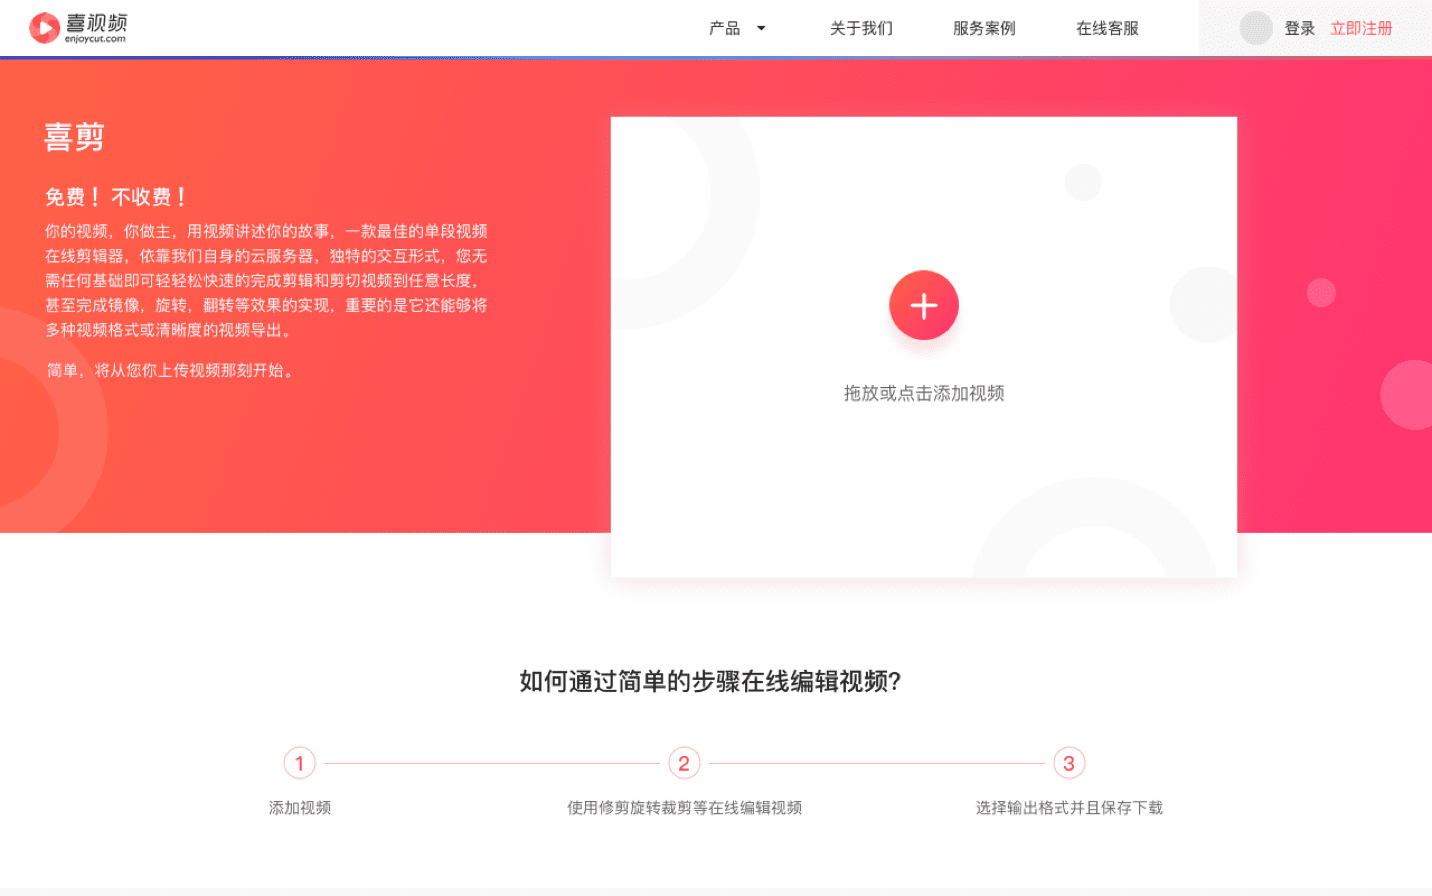 喜视频
enjoycut.com
产品
关于我们
服务案例
在线客服
登录
立即注册
喜剪
免费！不收费！
你的视频，你做主，用视频讲述你的故事，一款最佳的单段视频
在线剪辑器，依靠我们自身的云服务器，独特的交互形式，您无
需任何基础即可轻轻松快速的完成剪辑和剪切视频到任意长度，
甚至完成镜像，旋转，翻转等效果的实现，重要的是它还能够将
多种视频格式或清晰度的视频导出。
简单，将从您你上传视频那刻开始。
拖放或点击添加视频
如何通过简单的步骤在线编辑视频?
1
2
3
添加视频
使用修剪旋转裁剪等在线编辑视频
选择输出格式并且保存下载